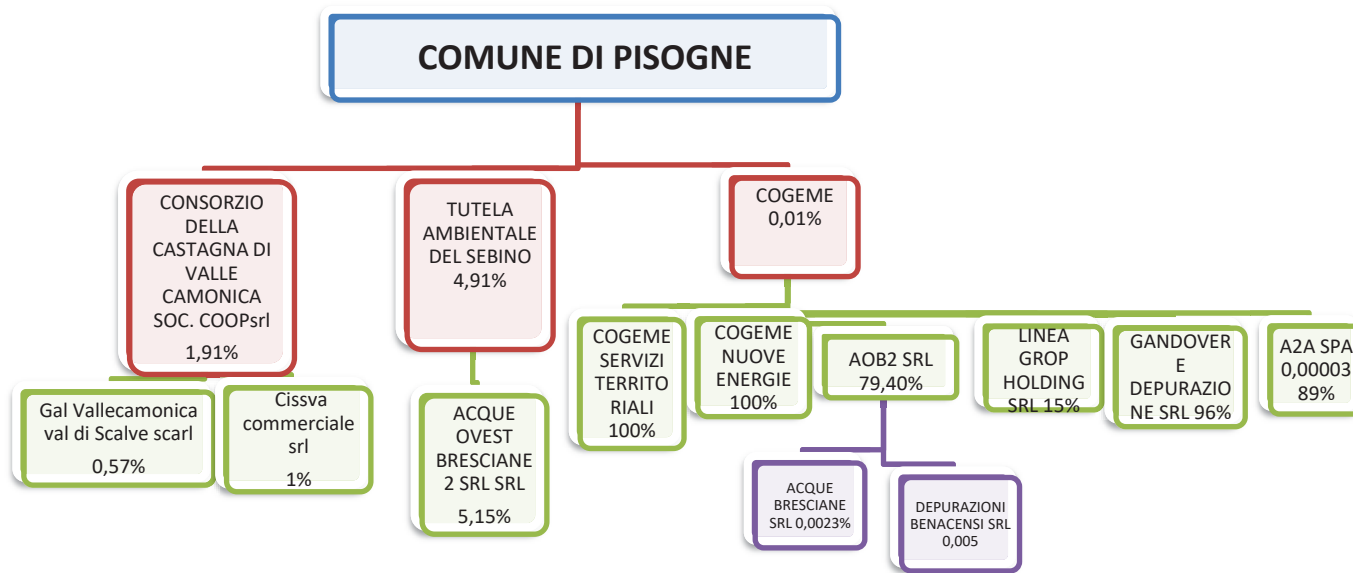 COMUNE DI PISOGNE
CONSORZIO
DELLA
CASTAGNA DI
VALLE
CAMONICA
SOC. COOPsrl
1,91%
TUTELA
AMBIENTALE
DEL SEBINO
4,91%
COGEME
0,01%
Gal Vallecamonica
val di Scalve scarl
0,57%
Cissva
commerciale
srl
1%
ACQUE
OVEST
BRESCIANE
2 SRL SRL
5,15%
COGEME
SERVIZI
TERRITO
RIALI
100%
COGEME
NUOVE
ENERGIE
100%
AOB2 SRL
79,40%
LINEA
GROP
HOLDING
SRL 15%
GANDOVER
E
DEPURAZIO
NE SRL 96%
A2A SPA
0,00003
89%
ACQUE
BRESCIANE
SRL 0,0023%
DEPURAZIONI
BENACENSI SRL
0,005